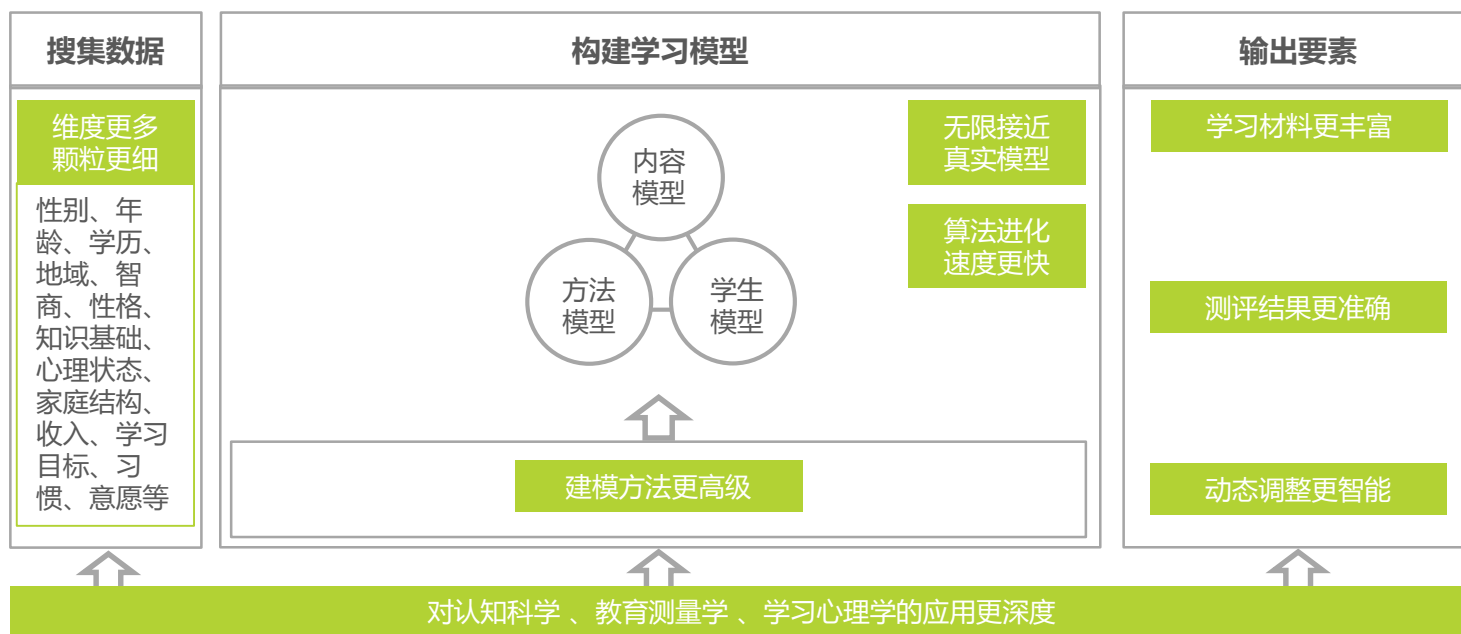 搜集数据
构建学习模型
输出要素
维度更多
颗粒更细
性别、年
龄、学历、
地域、智
商、性格、
知识基础、
心理状态、
家庭结构、
收入、学习
目标、习
惯、意愿等
内容
模型
方法
模型
学生
模型
无限接近
真实模型
算法进化
速度更快
建模方法更高级
学习材料更丰富
测评结果更准确
动态调整更智能
对认知科学 、教育测量学 、学习心理学的应用更深度